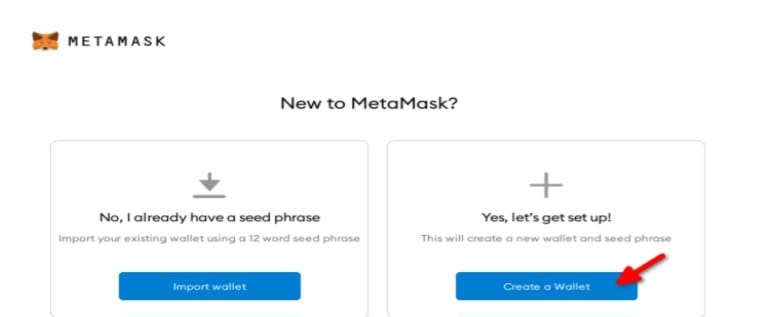 METAMASK
New to MetaMask?
No, I already have a seed phrase
Import your existing wallet using a 12 word seed phrase
Import wallet
Yes, let's get set up!
This will create a new wallet and seed phrase
Create a Wallet